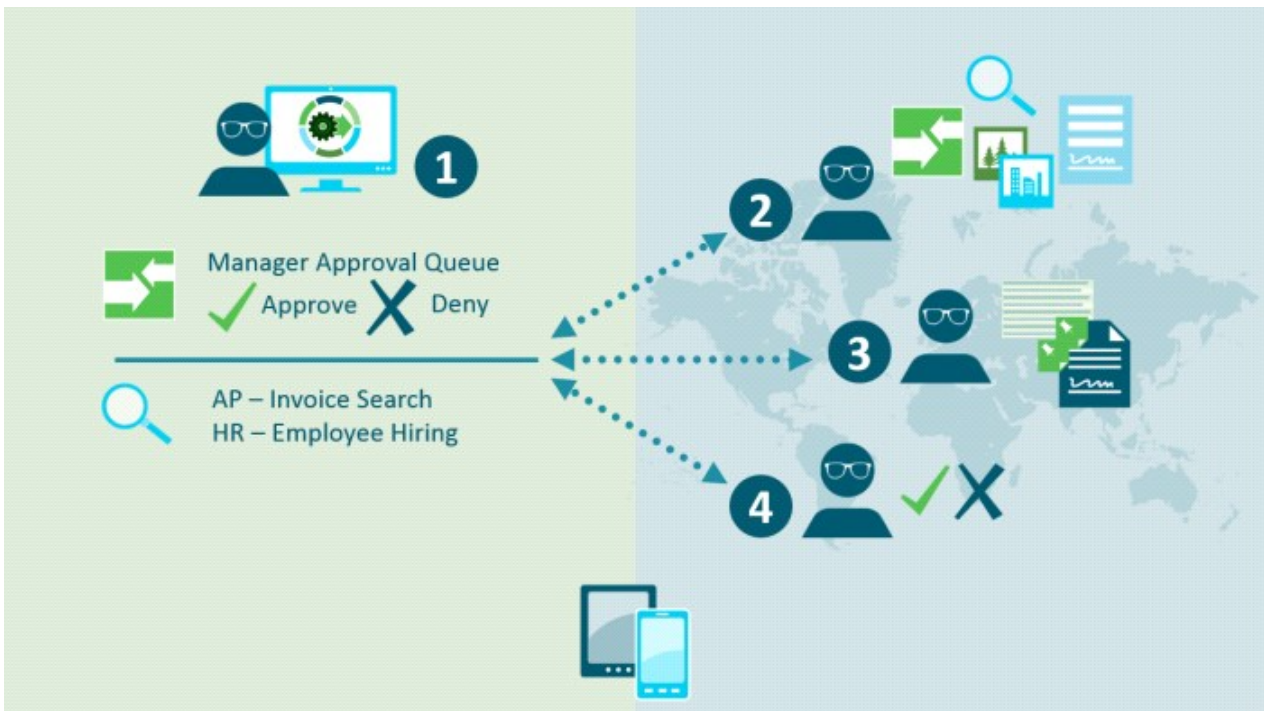 1
Manager Approval Queue
Approve Deny
AP – Invoice Search
HR – Employee Hiring
2
3
4